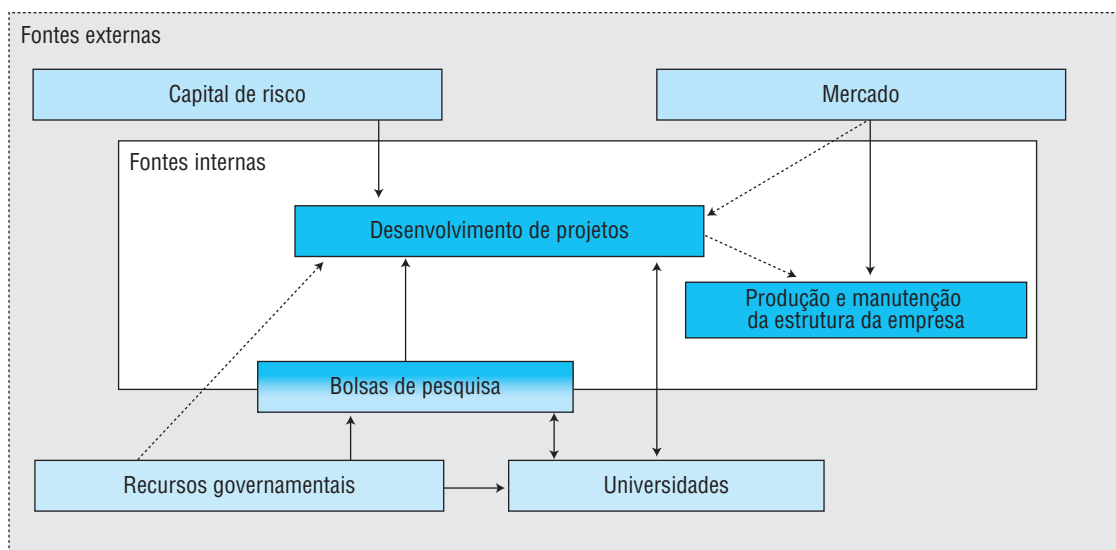 Fontes externas
Capital de risco
Mercado
Fontes internas
Desenvolvimento de projetos
Produção e manutenção
da estrutura da empresa
Bolsas de pesquisa
Recursos governamentais
Universidades